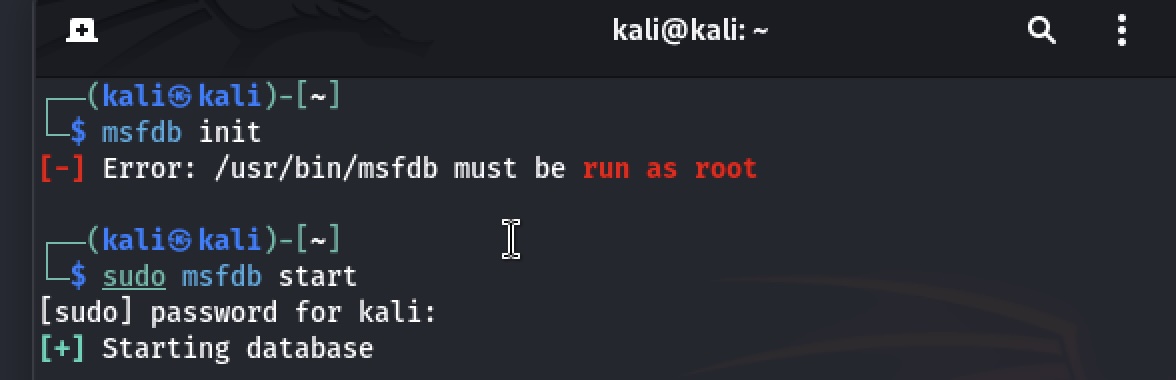 kali@kali: ~
┌──(kali㉿kali)-[~]
└─$ msfdb init
[-] Error: /usr/bin/msfdb must be run as root
┌──(kali㉿kali)-[~]
└─$ sudo msfdb start
[sudo] password for kali:
[+] Starting database